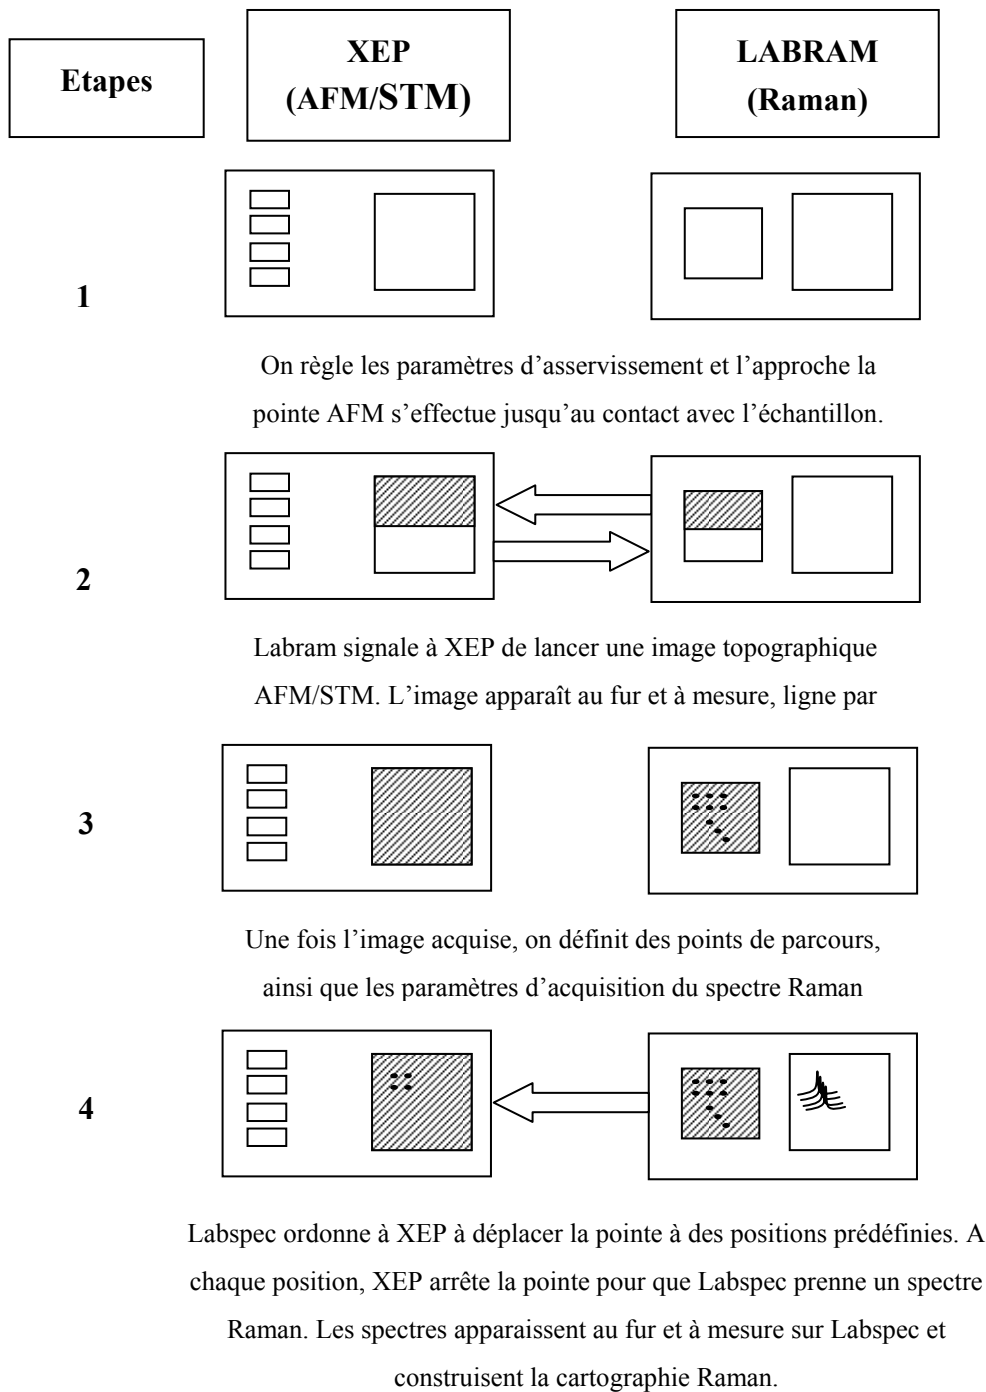 Etapes
XEP
(AFM/STM)
LABRAM
(Raman)
1
On règle les paramètres d’asservissement et l’approche la
pointe AFM s’effectue jusqu’au contact avec l’échantillon.
2
Labram signale à XEP de lancer une image topographique
AFM/STM. L’image apparaît au fur et à mesure, ligne par
3
Une fois l’image acquise, on définit des points de parcours,
ainsi que les paramètres d’acquisition du spectre Raman
4
Labspec ordonne à XEP à déplacer la pointe à des positions prédéfinies. A
chaque position, XEP arrête la pointe pour que Labspec prenne un spectre
Raman. Les spectres apparaissent au fur et à mesure sur Labspec et
construisent la cartographie Raman.